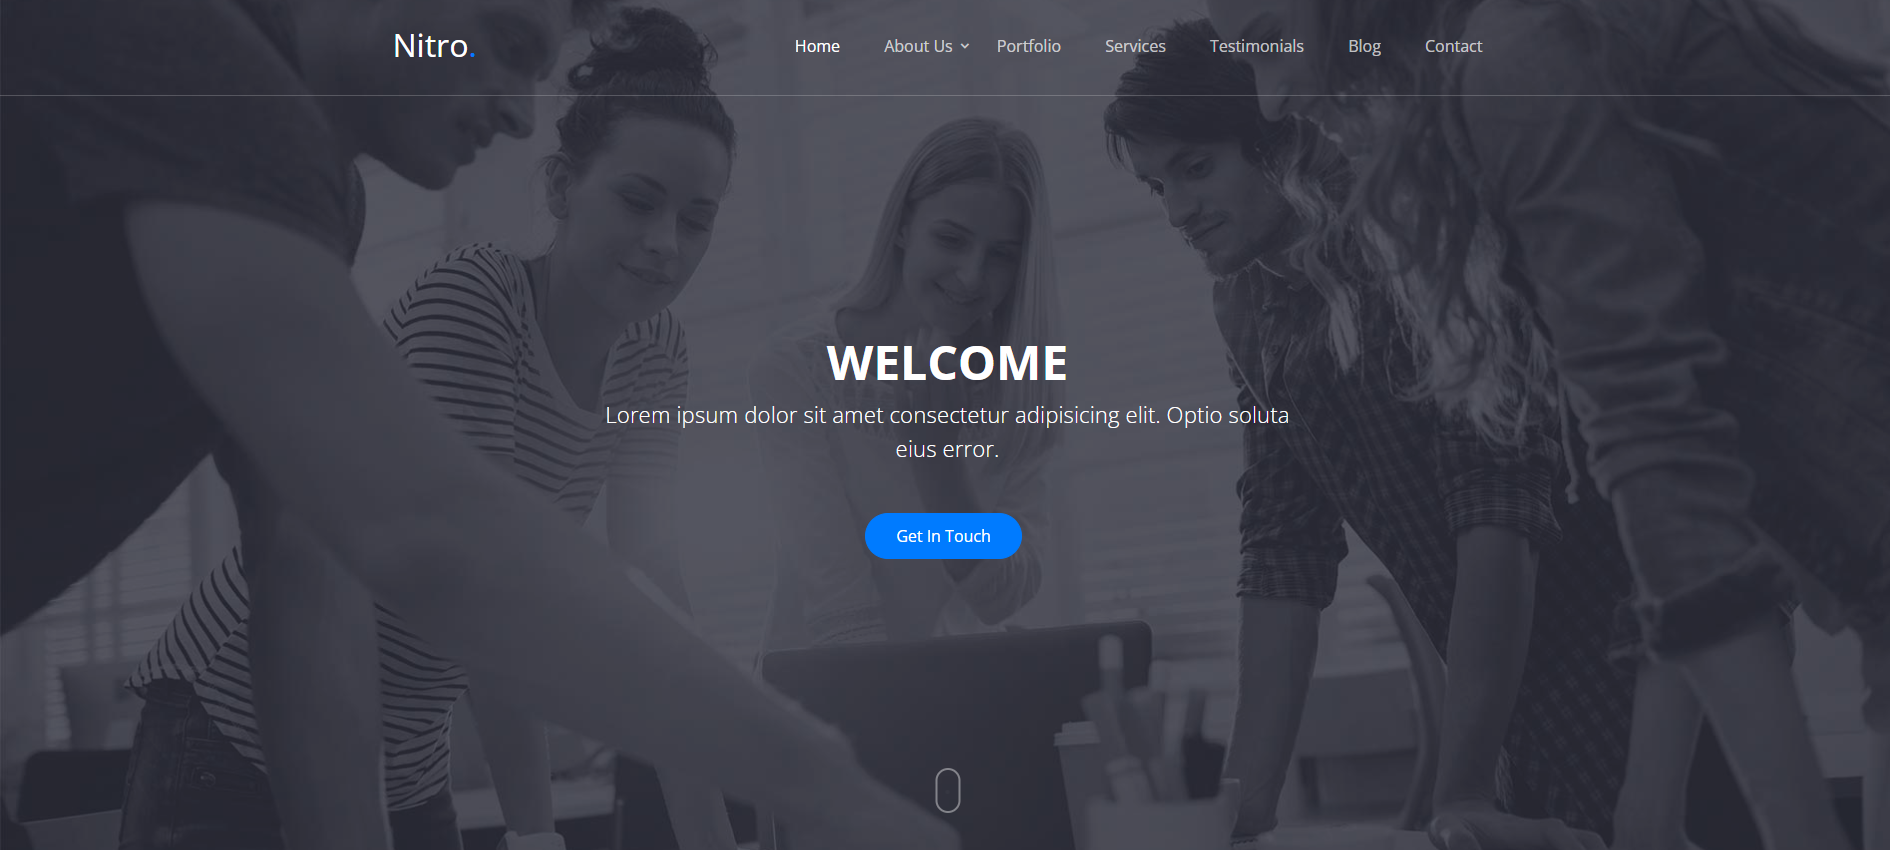 Nitro.
Home About Us Portfolio Services Testimonials Blog Contact
WELCOME
Lorem ipsum dolor sit amet consectetur adipisicing elit. Optio soluta
eius error.
Get In Touch